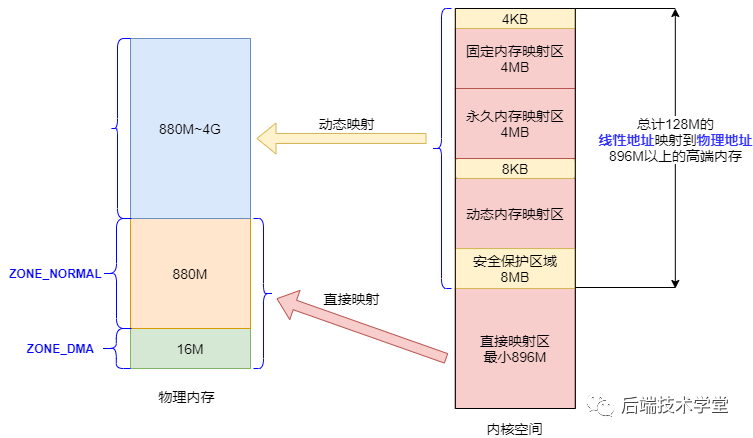 880M~4G
ZONE_NORMAL
880M
ZONE_DMA
16M
物理内存
动态映射
直接映射
4KB
固定内存映射区
4MB
永久内存映射区
4MB
8KB
动态内存映射区
安全保护区域
8MB
直接映射区
最小896M
内核空间
总计128M的
线性地址映射到物理地址
896M以上的高端内存
后端技术学堂